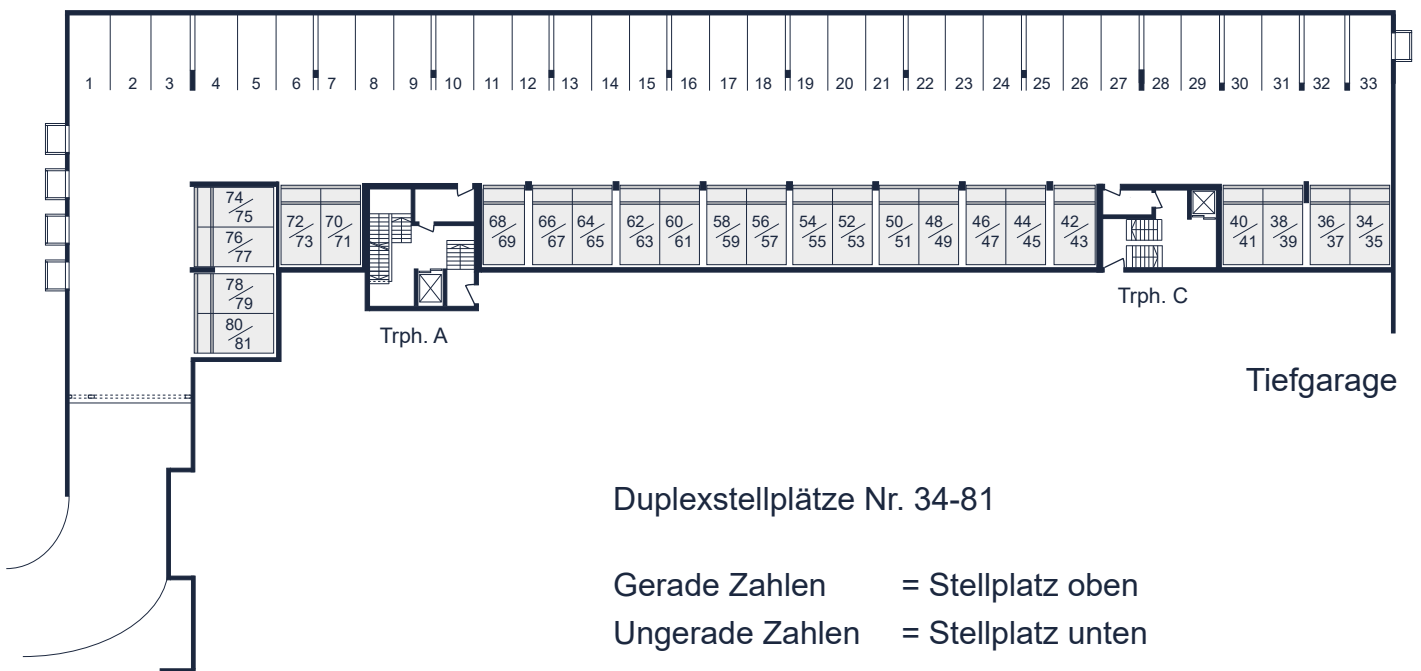 1 2 3 4 5 6 7 8 9 10 11 12 13 14 15 16 17 18 19 20 21 22 23 24 25 26 27 28 29 30 31 32 33
74/75
76/77
78/79
80/81
72/73 70/71 68/69 66/67 64/65 62/63 60/61 58/59 56/57 54/55 52/53 50/51 48/49 46/47 44/45 42/43 40/41 38/39 36/37 34/35
Trph. A
Trph. C
Tiefgarage
Duplexstellplätze Nr. 34-81
Gerade Zahlen = Stellplatz oben
Ungerade Zahlen = Stellplatz unten